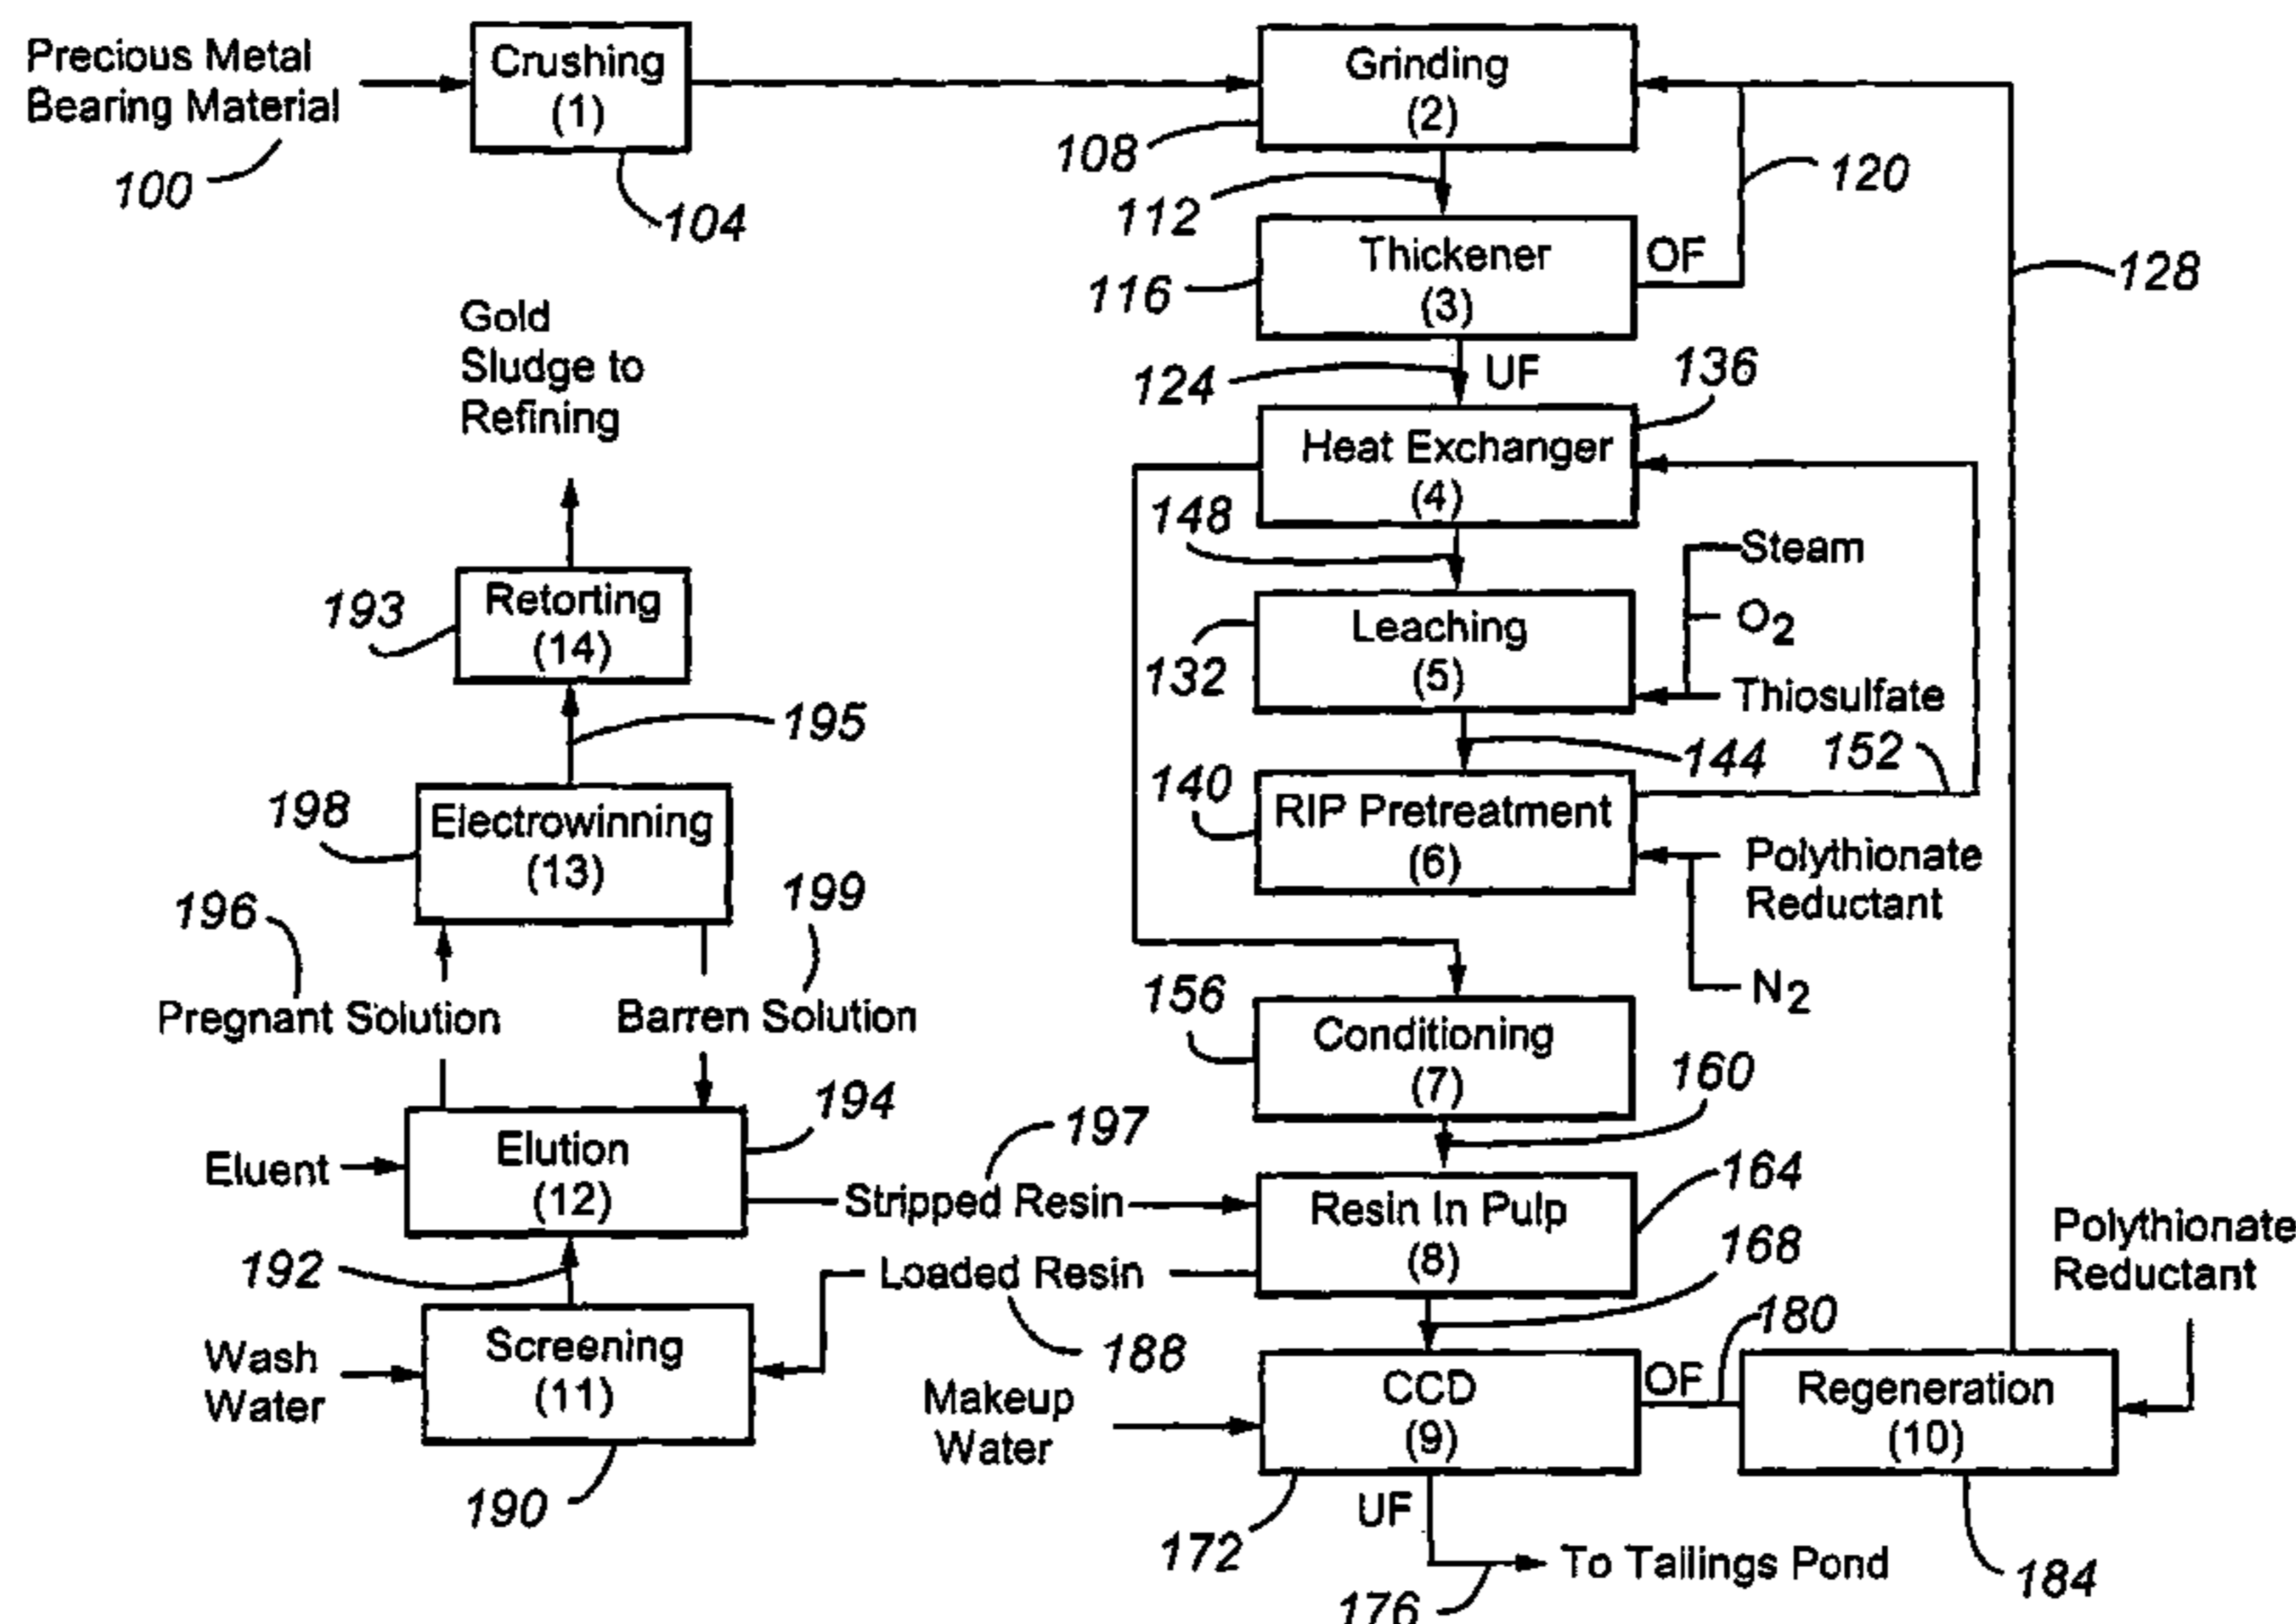 Precious Metal
Bearing Material
100
Crushing
(1)
104
Grinding
(2)
108
112
120
Thickener
(3)
116
OF
128
124
UF
136
Heat Exchanger
(4)
148
Steam
O2
Thiosulfate
Leaching
(5)
132
144
152
140
RIP Pretreatment
(6)
Polythionate
Reductant
N2
156
Conditioning
(7)
160
Resin In Pulp
(8)
164
168
180
Makeup
Water
CCD
(9)
OF
172
UF
176
To Tailings Pond
Regeneration
(10)
184
Polythionate
Reductant
Gold
Sludge to
Refining
193
Retorting
(14)
195
198
Electrowinning
(13)
196
199
Pregnant Solution
Barren Solution
194
Eluent
Elution
(12)
197
Stripped Resin
192
Loaded Resin
188
Wash
Water
Screening
(11)
190